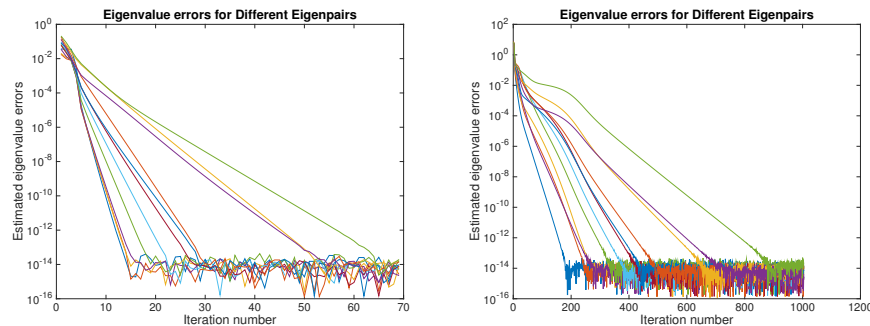 Eigenvalue errors for Different Eigenpairs
Estimated eigenvalue errors
10^0
10^-2
10^-4
10^-6
10^-8
10^-10
10^-12
10^-14
10^-16
0 10 20 30 40 50 60 70
Iteration number
Eigenvalue errors for Different Eigenpairs
Estimated eigenvalue errors
10^2
10^0
10^-2
10^-4
10^-6
10^-8
10^-10
10^-12
10^-14
10^-16
0 200 400 600 800 1000 1200
Iteration number